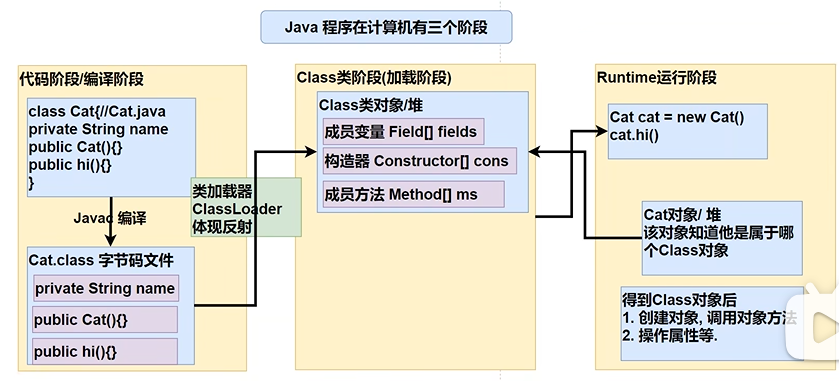 Java 程序在计算机有三个阶段
代码阶段/编译阶段
class Cat{//Cat.java
private String name
public Cat(){}
public hi(){}
}
Javac 编译
Cat.class 字节码文件
private String name
public Cat(){}
public hi(){}
类加载器
ClassLoader
体现反射
Class类阶段(加载阶段)
Class类对象/堆
成员变量 Field[] fields
构造器 Constructor[] cons
成员方法 Method[] ms
Runtime运行阶段
Cat cat = new Cat()
cat.hi()
Cat对象/ 堆
该对象知道他是属于哪
个Class对象
得到Class对象后
1. 创建对象, 调用对象方法
2. 操作属性等.